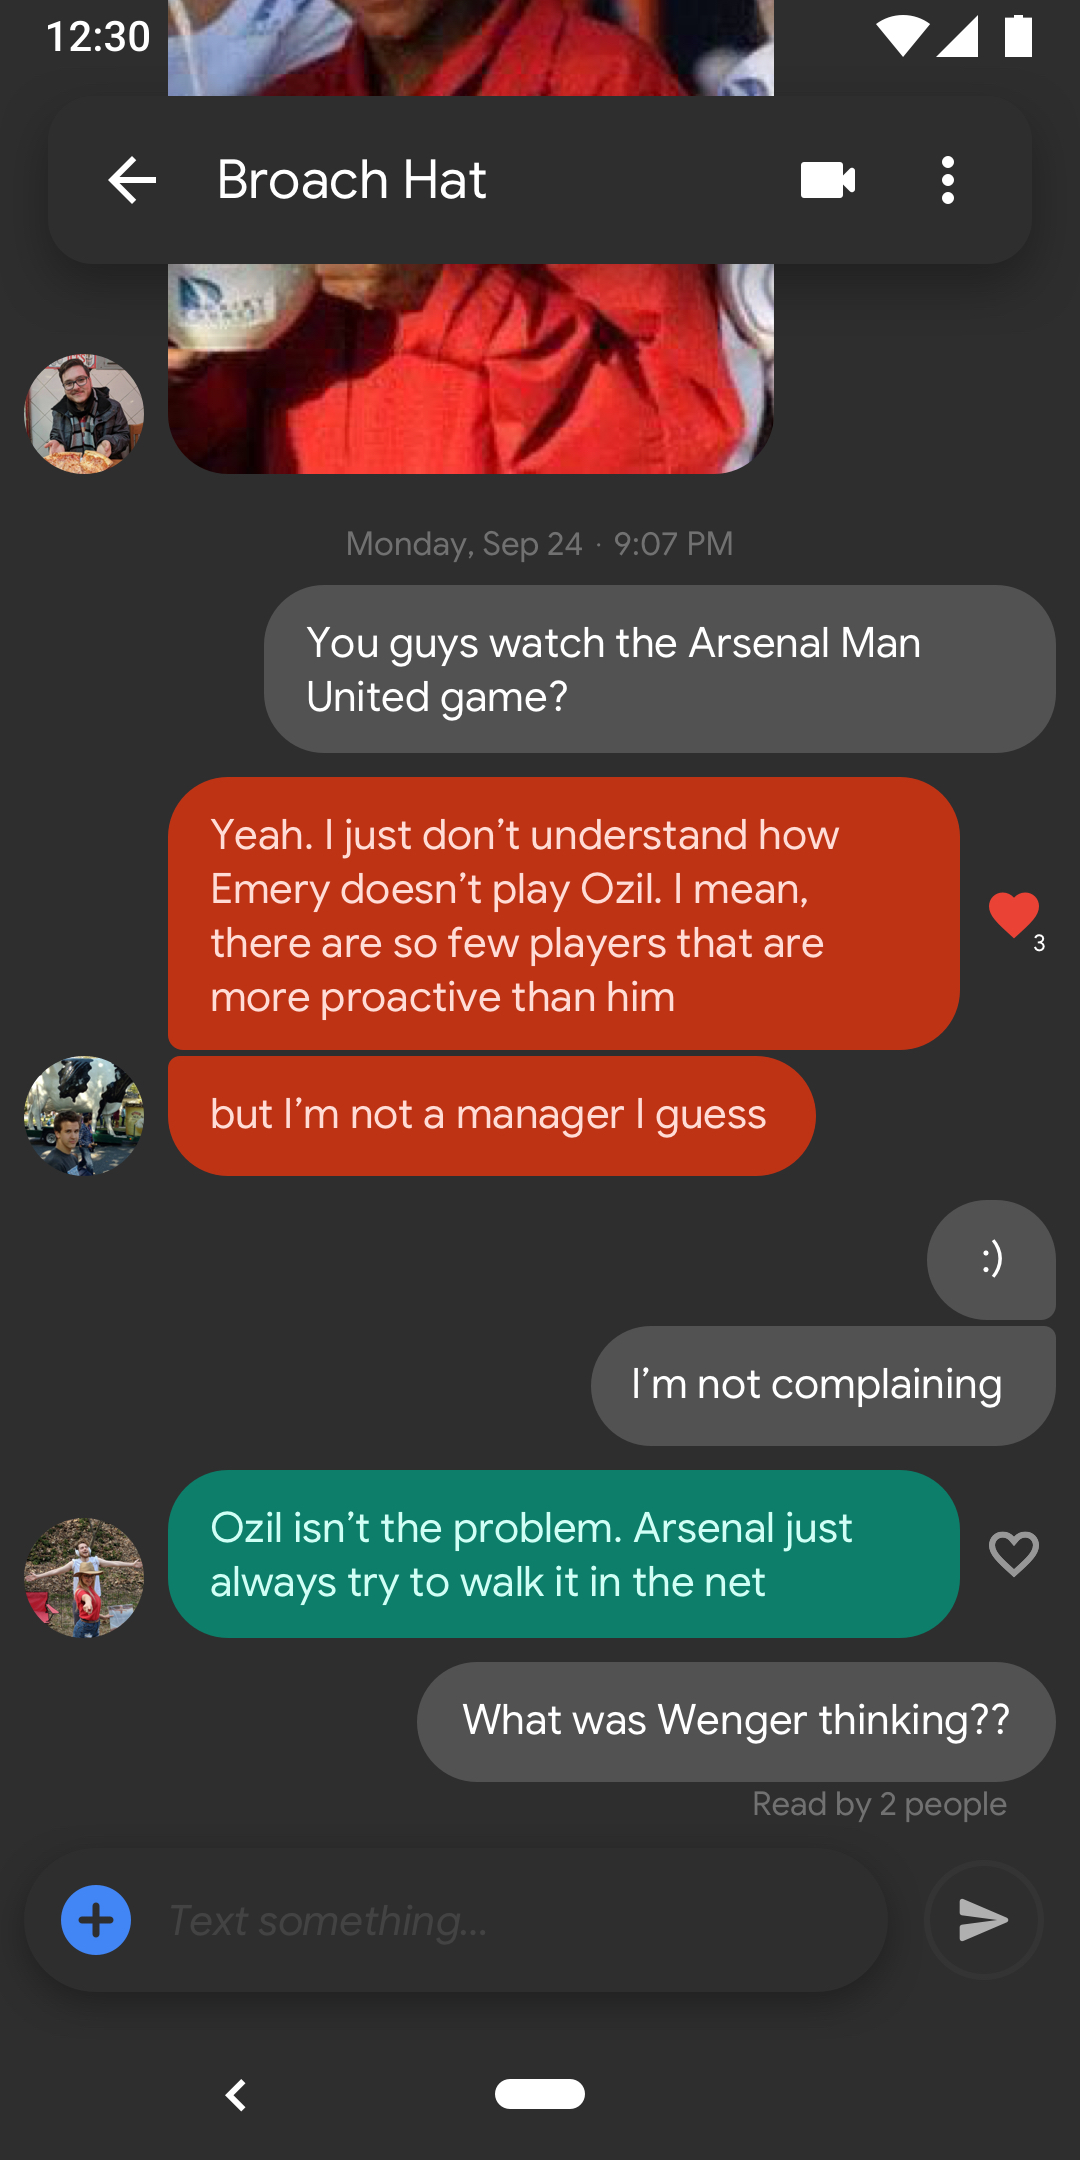 12:30
Broach Hat
Monday, Sep 24 · 9:07 PM
You guys watch the Arsenal Man
United game?
Yeah. I just don’t understand how
Emery doesn’t play Ozil. I mean,
there are so few players that are
more proactive than him
3
but I’m not a manager I guess
:)
I’m not complaining
Ozil isn’t the problem. Arsenal just
always try to walk it in the net
What was Wenger thinking??
Read by 2 people
Text something...